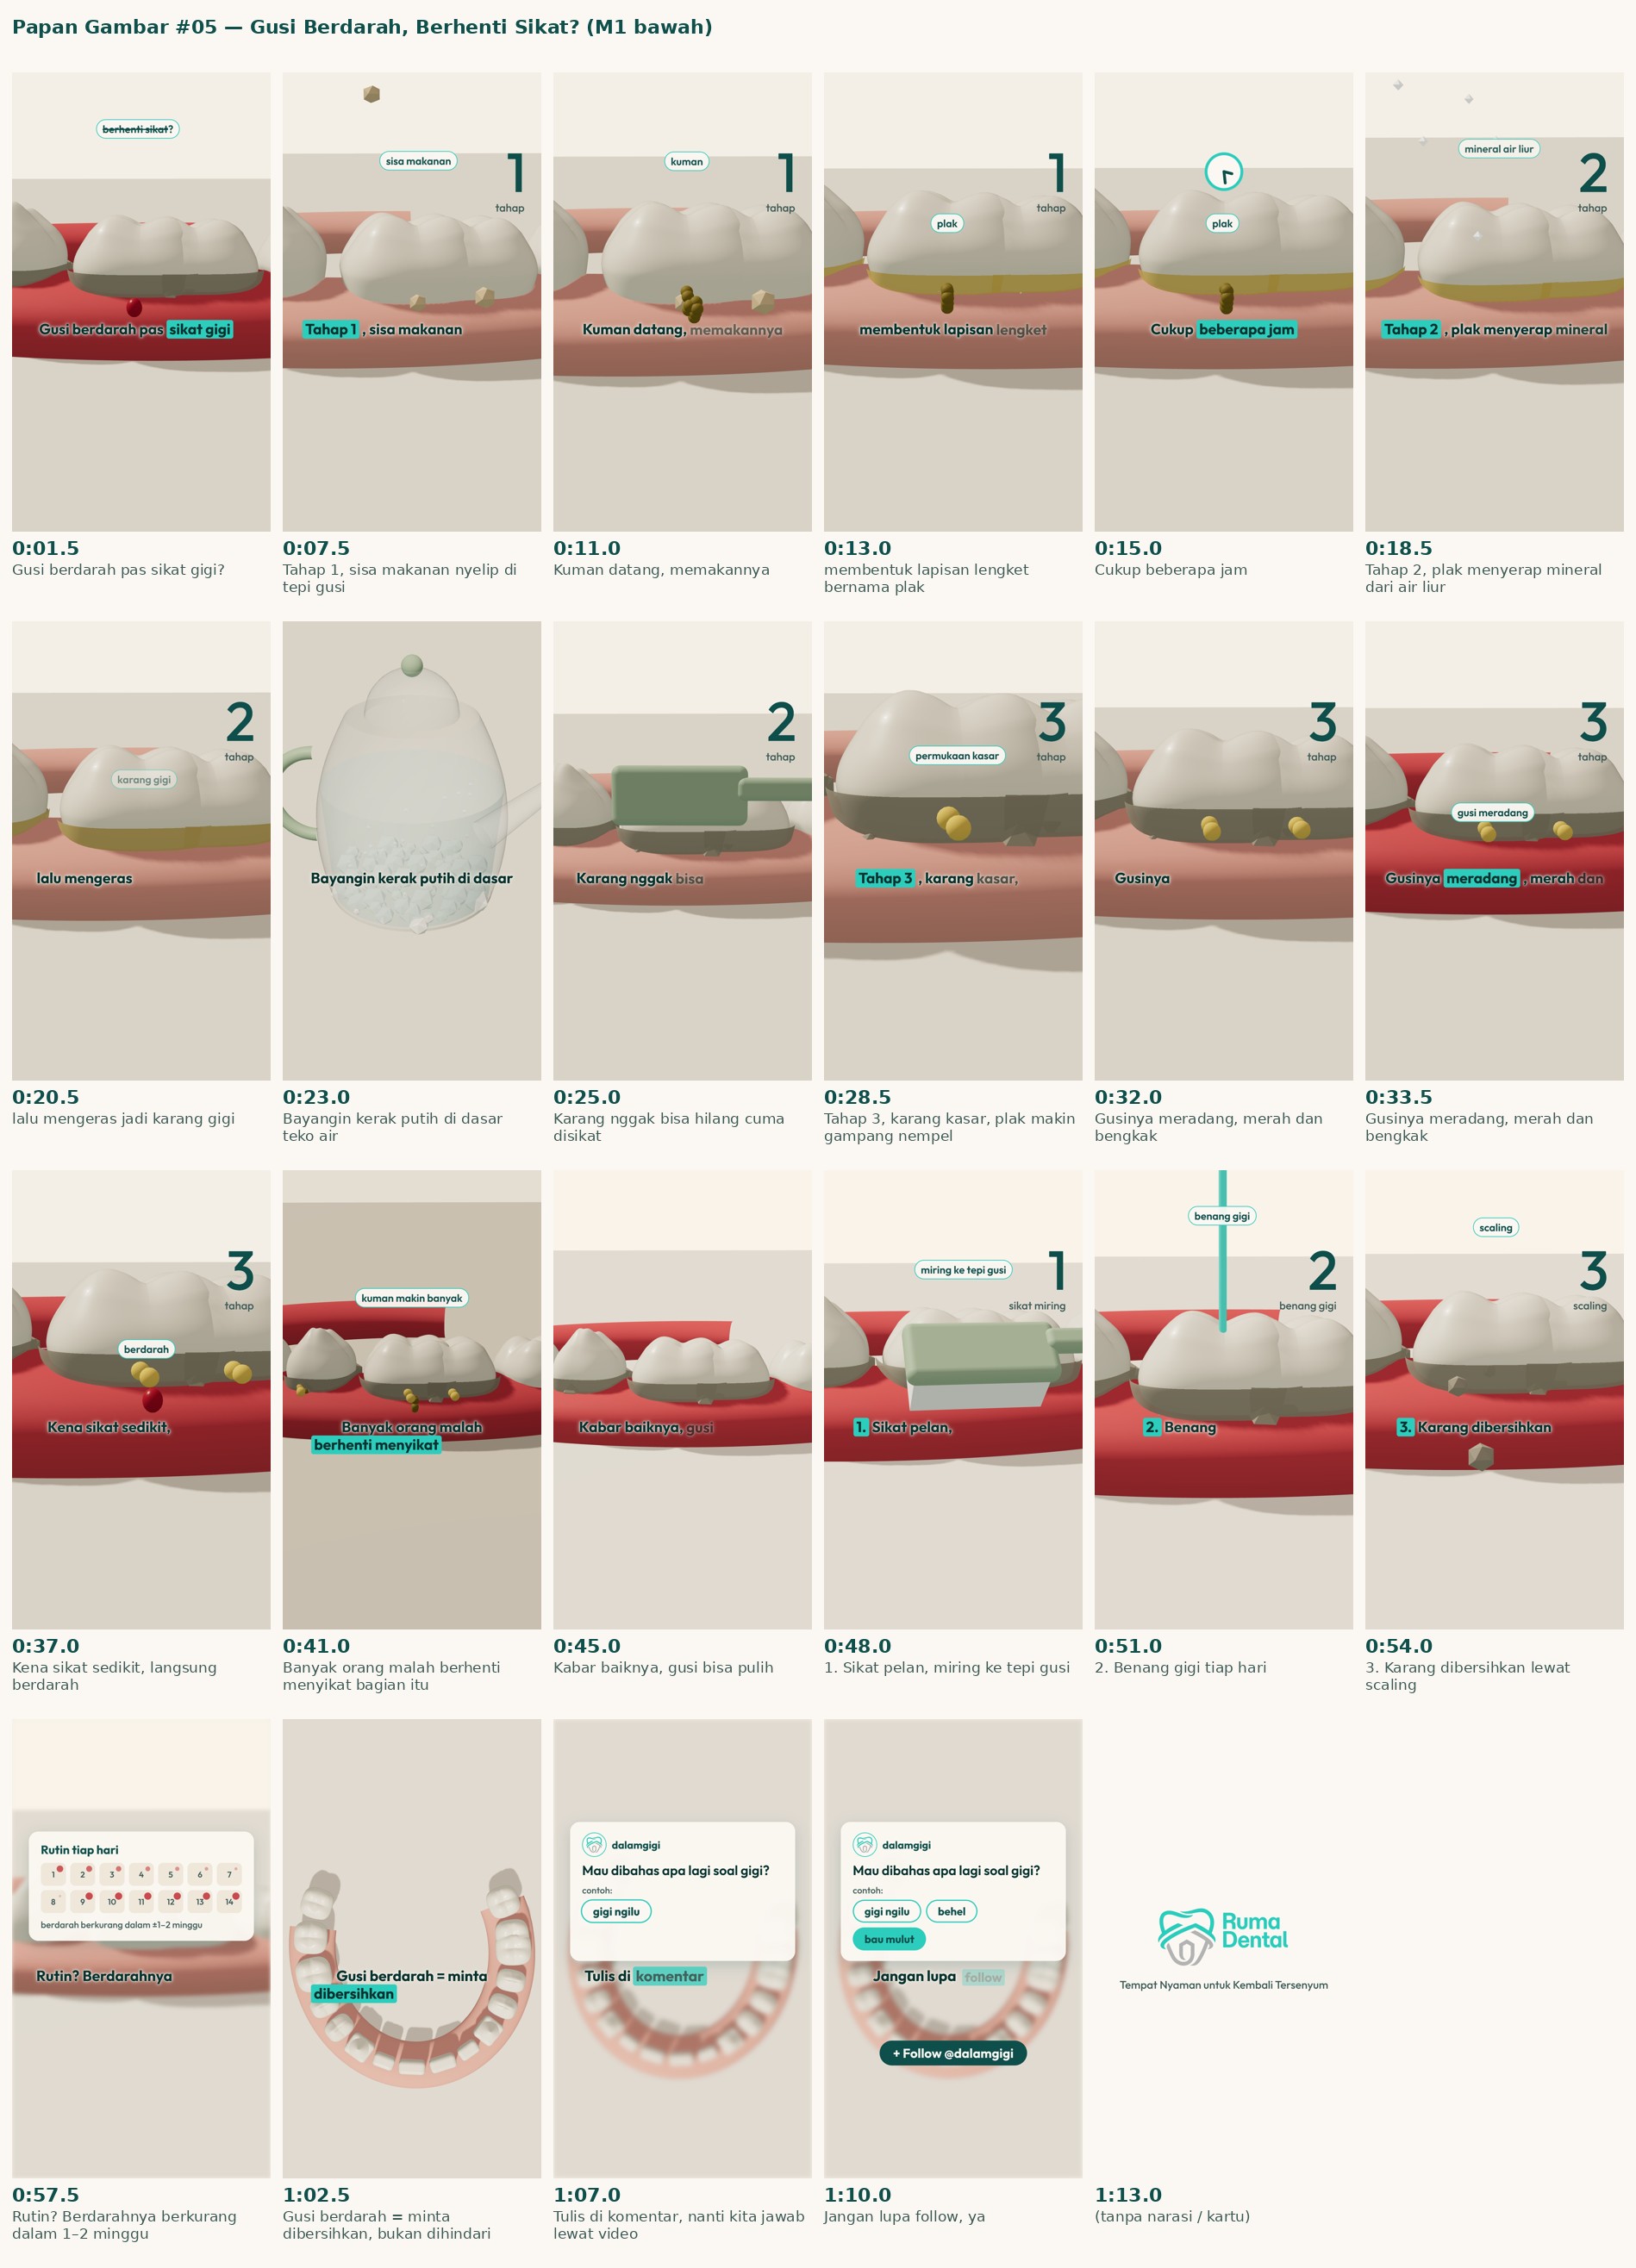 Papan Gambar #05 — Gusi Berdarah, Berhenti Sikat? (M1 bawah)
berhenti sikat?
Gusi berdarah pas sikat gigi
0:01.5
Gusi berdarah pas sikat gigi?
sisa makanan
1
tahap
Tahap 1 , sisa makanan
0:07.5
Tahap 1, sisa makanan nyelip di
tepi gusi
kuman
1
tahap
Kuman datang, memakannya
0:11.0
Kuman datang, memakannya
1
tahap
plak
membentuk lapisan lengket
0:13.0
membentuk lapisan lengket
bernama plak
plak
Cukup beberapa jam
0:15.0
Cukup beberapa jam
mineral air liur
2
tahap
Tahap 2 , plak menyerap mineral
0:18.5
Tahap 2, plak menyerap mineral
dari air liur
2
tahap
karang gigi
lalu mengeras
0:20.5
lalu mengeras jadi karang gigi
Bayangin kerak putih di dasar
0:23.0
Bayangin kerak putih di dasar
teko air
2
tahap
Karang nggak bisa
0:25.0
Karang nggak bisa hilang cuma
disikat
3
tahap
permukaan kasar
Tahap 3 , karang kasar,
0:28.5
Tahap 3, karang kasar, plak makin
gampang nempel
3
tahap
Gusinya
0:32.0
Gusinya meradang, merah dan
bengkak
3
tahap
gusi meradang
Gusinya meradang , merah dan
0:33.5
Gusinya meradang, merah dan
bengkak
3
tahap
berdarah
Kena sikat sedikit,
0:37.0
Kena sikat sedikit, langsung
berdarah
kuman makin banyak
Banyak orang malah
berhenti menyikat
0:41.0
Banyak orang malah berhenti
menyikat bagian itu
Kabar baiknya, gusi
0:45.0
Kabar baiknya, gusi bisa pulih
miring ke tepi gusi
1
sikat miring
1. Sikat pelan,
0:48.0
1. Sikat pelan, miring ke tepi gusi
benang gigi
2
benang gigi
2. Benang
0:51.0
2. Benang gigi tiap hari
scaling
3
scaling
3. Karang dibersihkan
0:54.0
3. Karang dibersihkan lewat
scaling
Rutin tiap hari
1 2 3 4 5 6 7
8 9 10 11 12 13 14
berdarah berkurang dalam ±1–2 minggu
Rutin? Berdarahnya
0:57.5
Rutin? Berdarahnya berkurang
dalam 1–2 minggu
Gusi berdarah = minta
dibersihkan
1:02.5
Gusi berdarah = minta
dibersihkan, bukan dihindari
dalamgigi
Mau dibahas apa lagi soal gigi?
contoh:
gigi ngilu
Tulis di komentar
1:07.0
Tulis di komentar, nanti kita jawab
lewat video
dalamgigi
Mau dibahas apa lagi soal gigi?
contoh:
gigi ngilu
behel
bau mulut
Jangan lupa follow
+ Follow @dalamgigi
1:10.0
Jangan lupa follow, ya
Ruma
Dental
Tempat Nyaman untuk Kembali Tersenyum
1:13.0
(tanpa narasi / kartu)